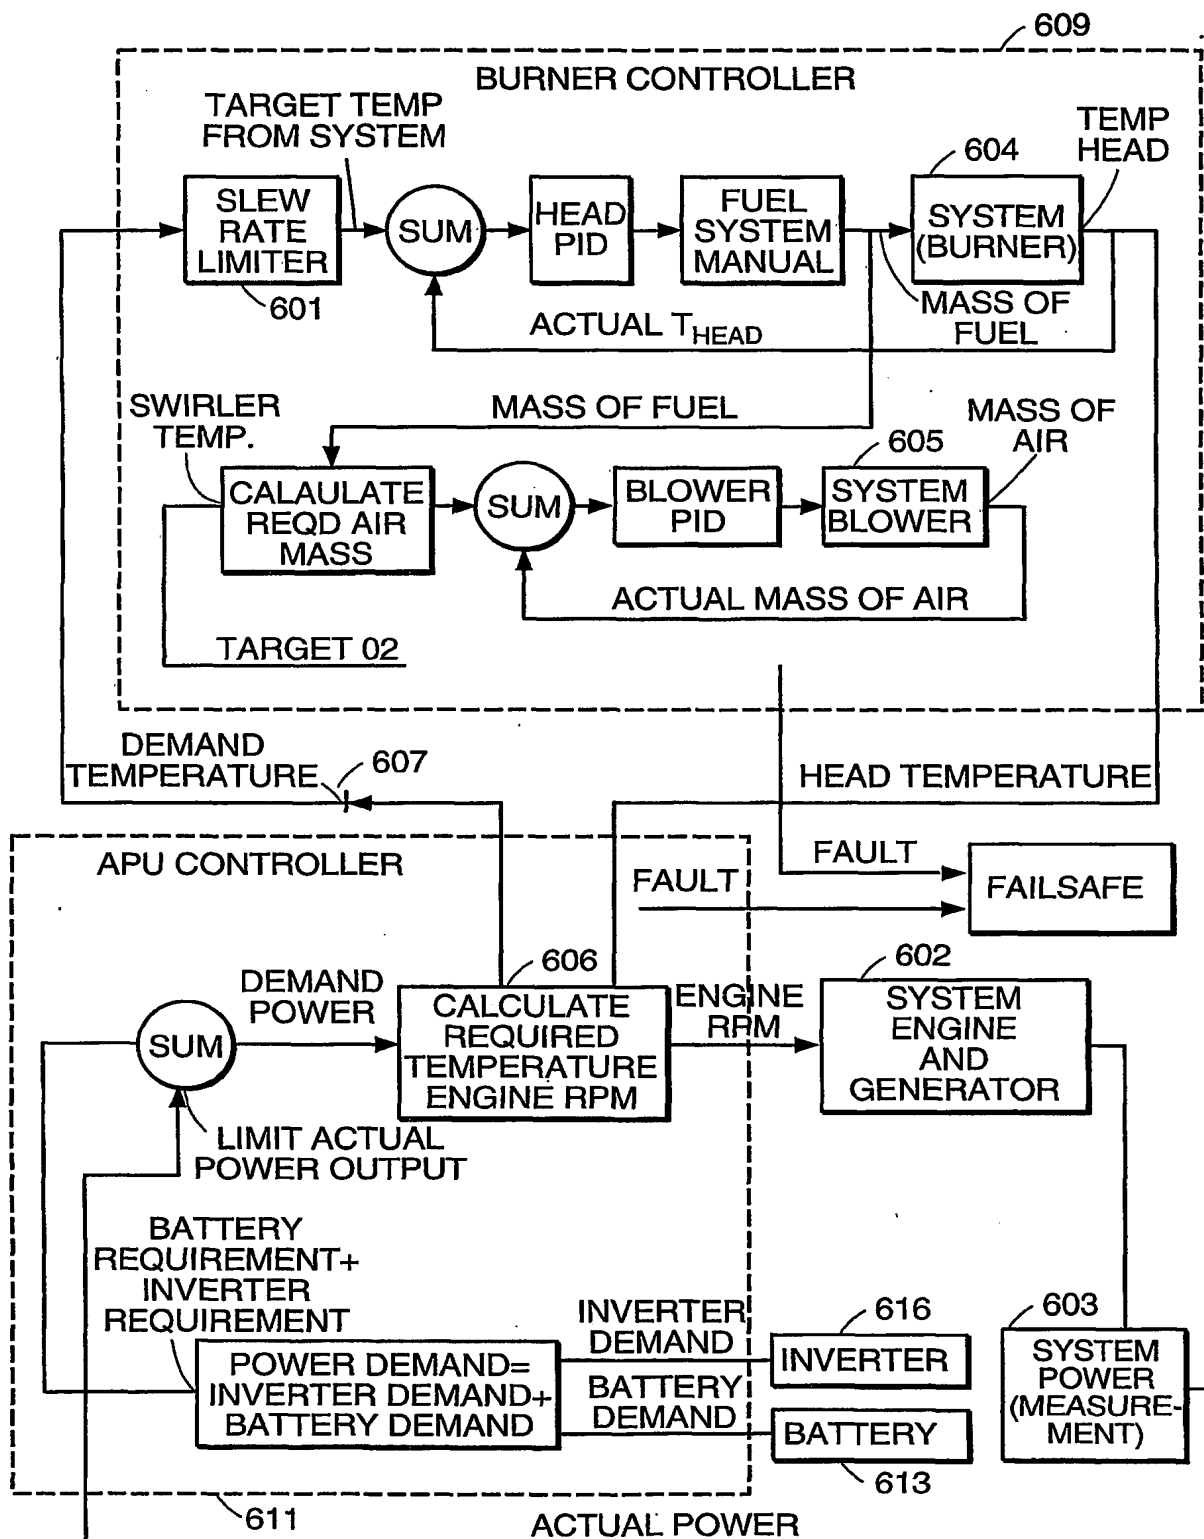 609
BURNER CONTROLLER
TARGET TEMP
FROM SYSTEM
604
TEMP
HEAD
SLEW
RATE
LIMITER
SUM
HEAD
PID
FUEL
SYSTEM
MANUAL
SYSTEM
(BURNER)
601
ACTUAL THEAD
MASS OF
FUEL
SWIRLER
TEMP.
MASS OF FUEL
MASS OF
AIR
605
CALAULATE
REQD AIR
MASS
SUM
BLOWER
PID
SYSTEM
BLOWER
ACTUAL MASS OF AIR
TARGET 02
DEMAND
TEMPERATURE
607
HEAD TEMPERATURE
APU CONTROLLER
FAULT
FAULT
FAILSAFE
606
602
DEMAND
POWER
SUM
CALCULATE
REQUIRED
TEMPERATURE
ENGINE RPM
ENGINE
RPM
SYSTEM
ENGINE
AND
GENERATOR
LIMIT ACTUAL
POWER OUTPUT
BATTERY
REQUIREMENT+
INVERTER
REQUIREMENT
INVERTER
DEMAND
616
603
POWER DEMAND=
INVERTER DEMAND+
BATTERY DEMAND
INVERTER
BATTERY
DEMAND
BATTERY
SYSTEM
POWER
(MEASURE-
MENT)
613
611
ACTUAL POWER